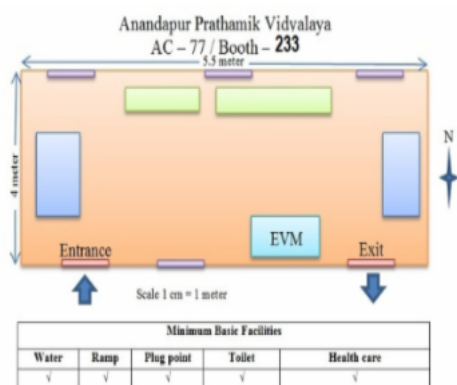 Anandapur Prathamik Vidyalaya
AC – 77 / Booth – 233
5.5 meter
4 meter
N
Entrance
EVM
Exit
Scale 1 cm = 1 meter
Minimum Basic Facilities
Water Ramp Plug point Toilet Health care
√ √ √ √ √